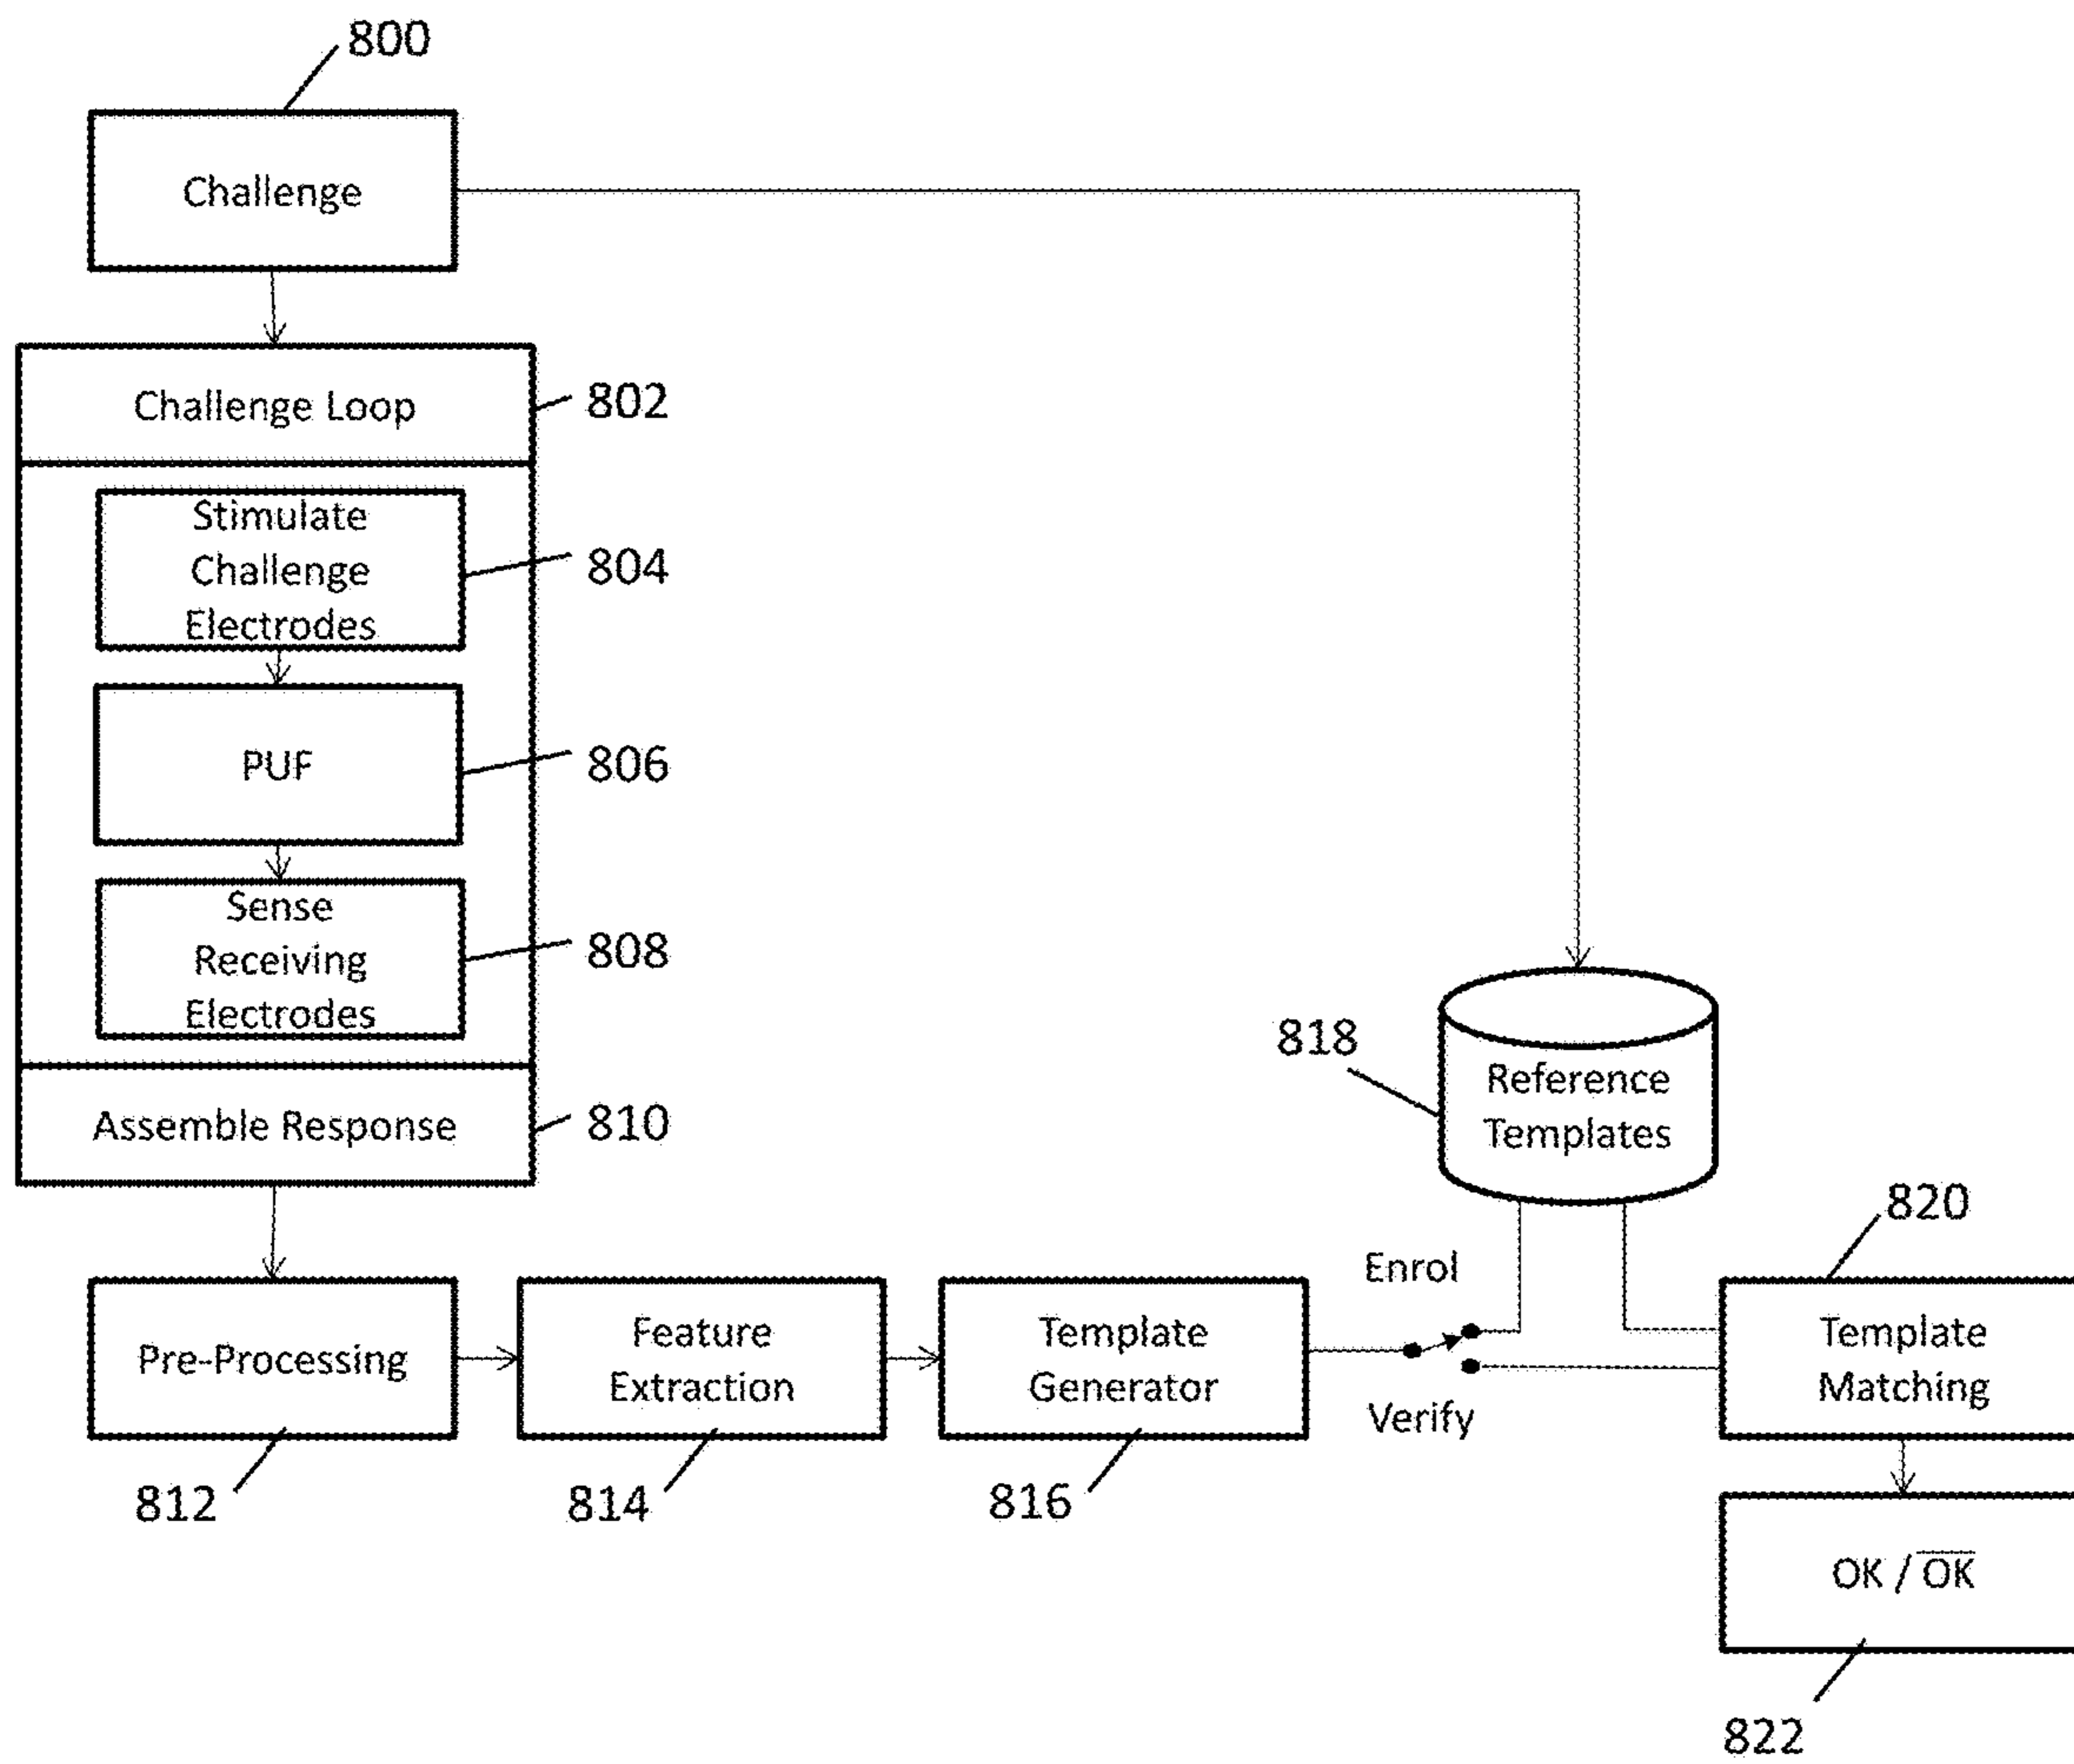 800
Challenge
Challenge Loop
802
Stimulate
Challenge
Electrodes
804
PUF
806
Sense
Receiving
Electrodes
808
Assemble Response
810
818
Reference
Templates
820
Enrol
Verify
Pre-Processing
Feature
Extraction
Template
Generator
Template
Matching
812
814
816
OK / O̅K̅
822